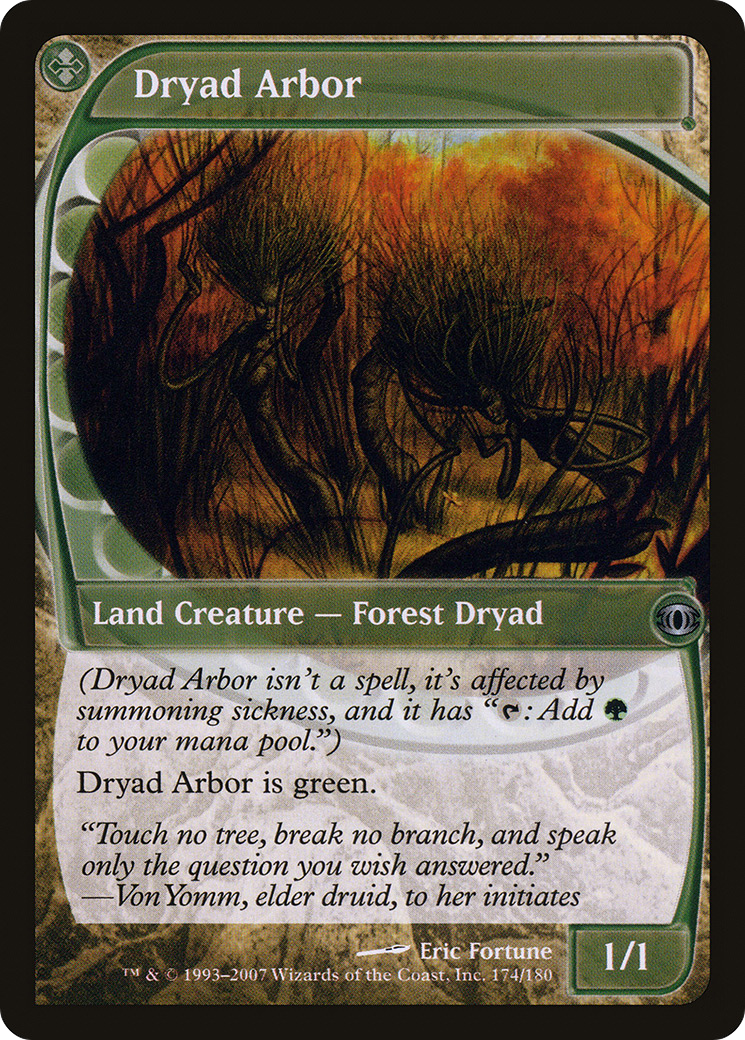 Dryad Arbor
Land Creature — Forest Dryad
(Dryad Arbor isn't a spell, it's affected by
summoning sickness, and it has “: Add
to your mana pool.”)
Dryad Arbor is green.
“Touch no tree, break no branch, and speak
only the question you wish answered.”
—Von Yomm, elder druid, to her initiates
Eric Fortune
1/1
™ & © 1993–2007 Wizards of the Coast, Inc. 174/180